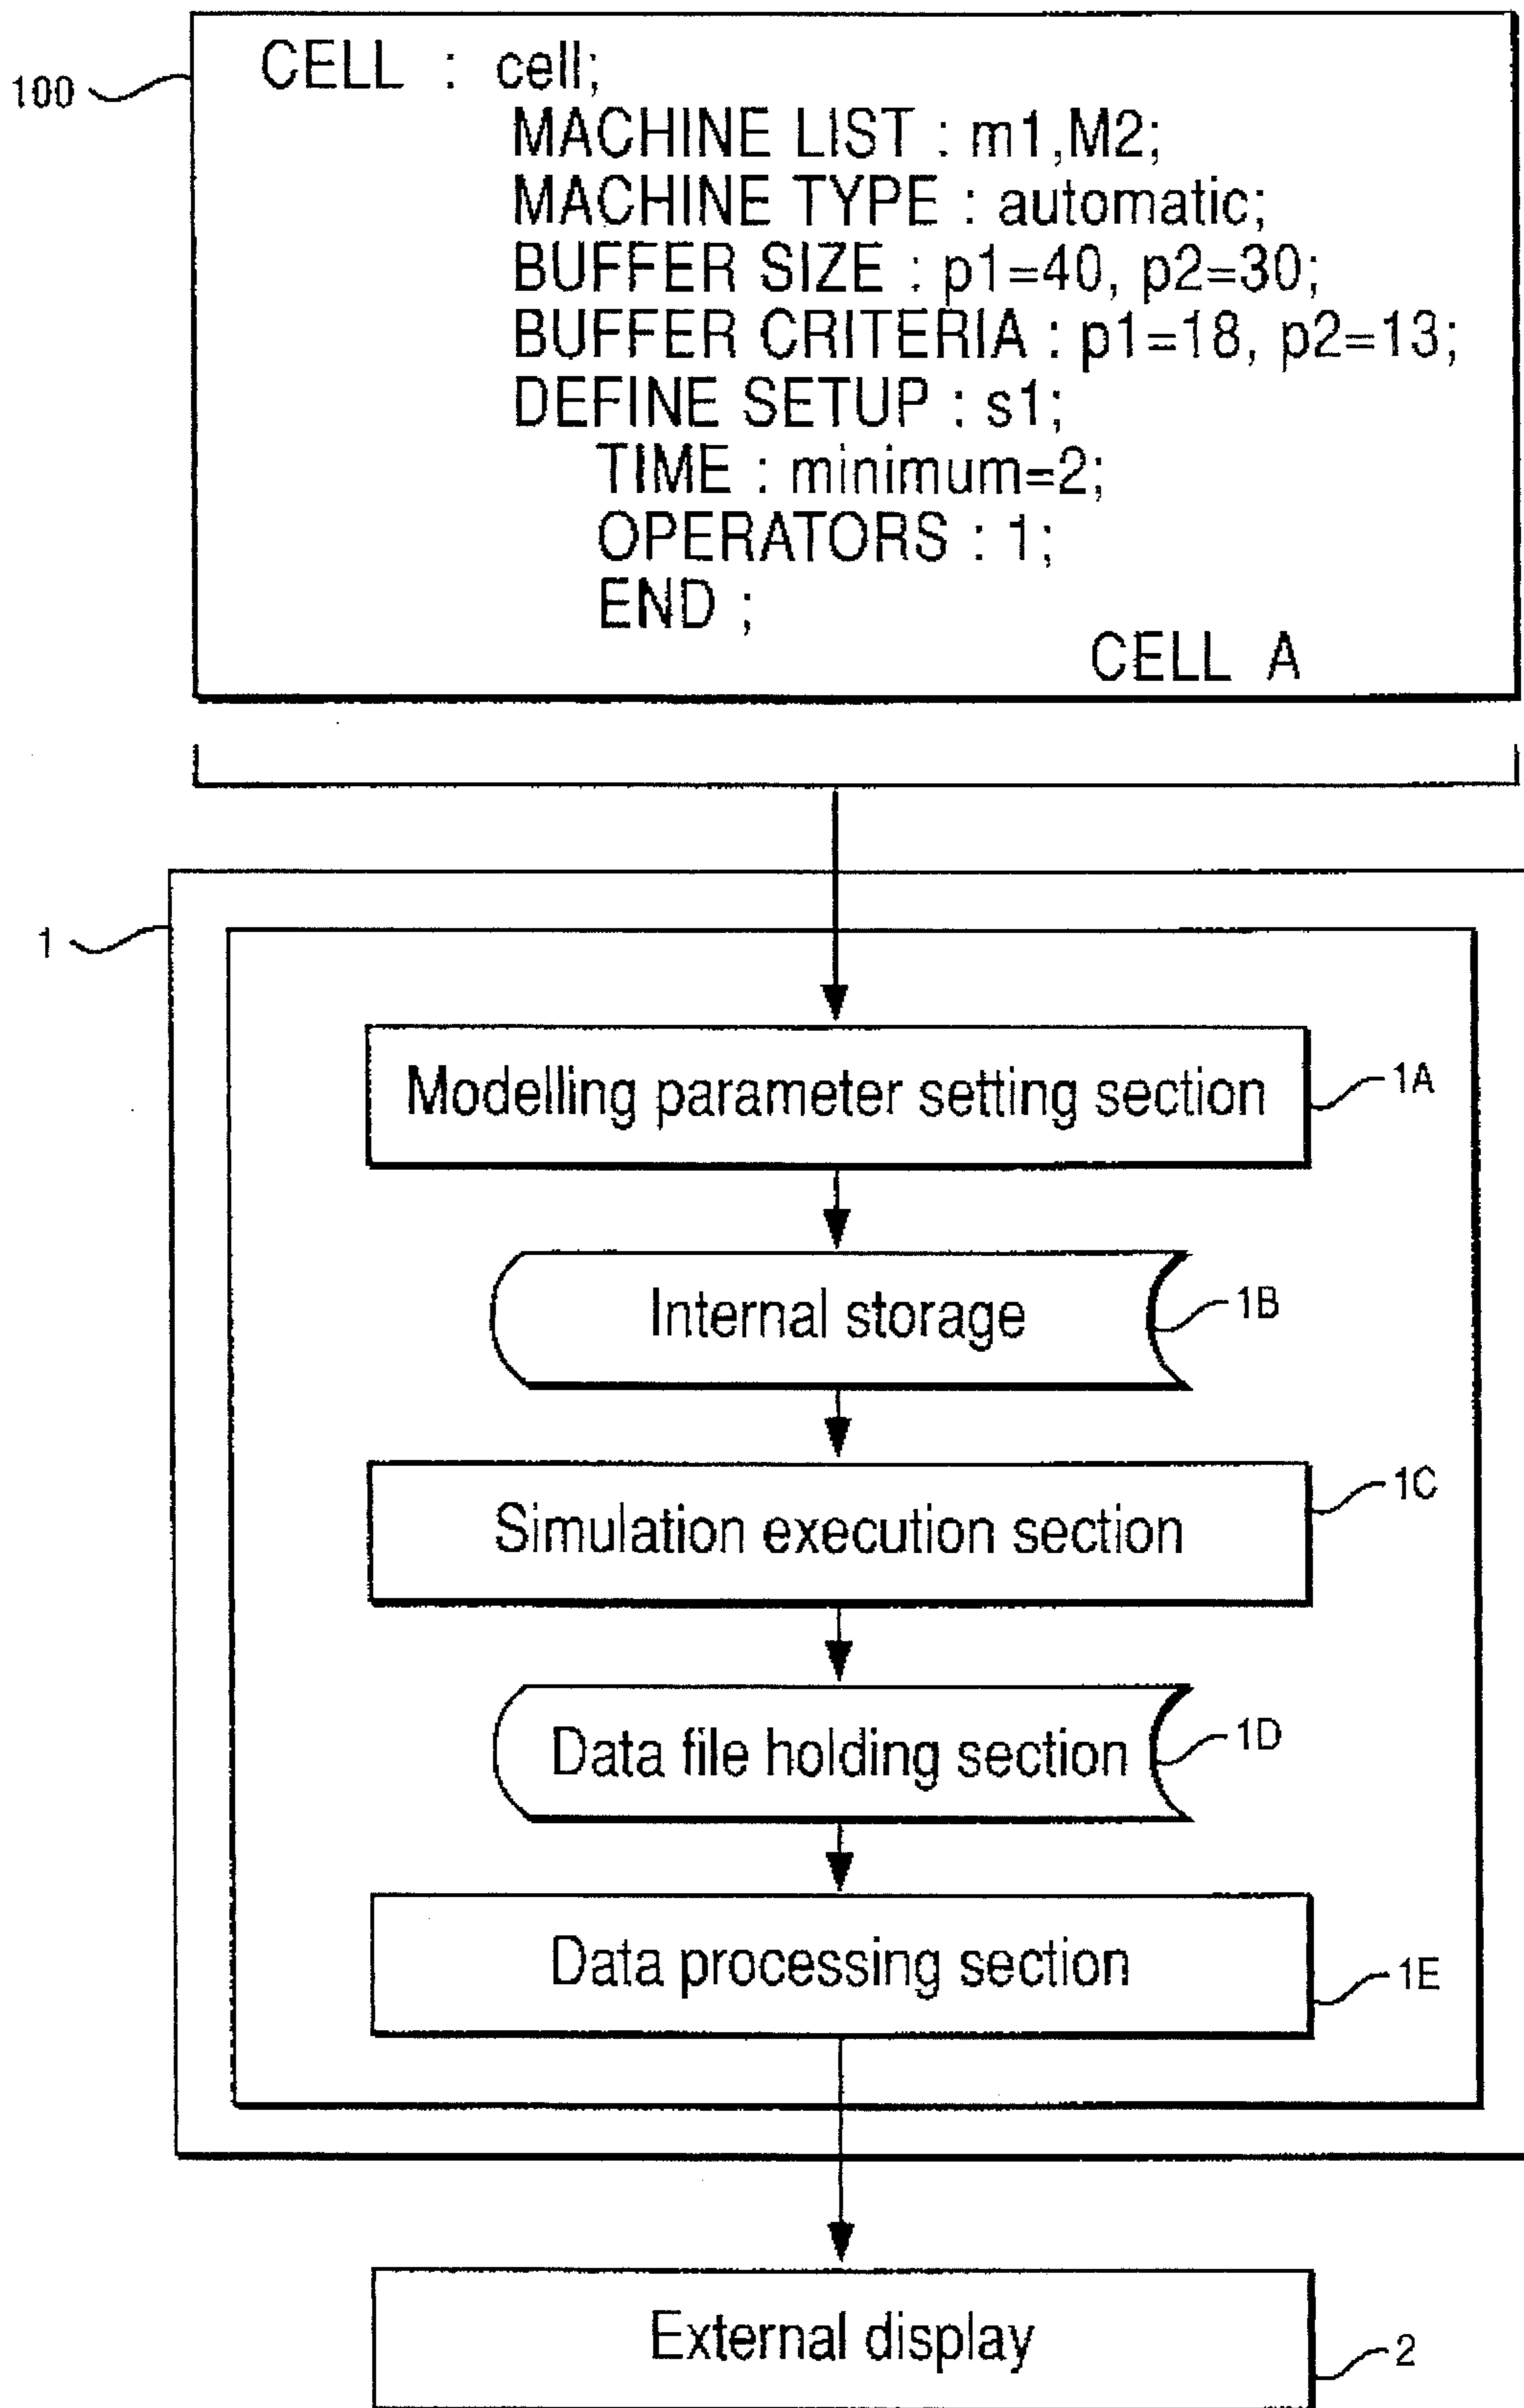 100
CELL : cell;
MACHINE LIST : m1,M2;
MACHINE TYPE : automatic;
BUFFER SIZE : p1=40, p2=30;
BUFFER CRITERIA : p1=18, p2=13;
DEFINE SETUP : s1;
TIME : minimum=2;
OPERATORS : 1;
END ;
CELL A
1
Modelling parameter setting section
1A
Internal storage
1B
Simulation execution section
1C
Data file holding section
1D
Data processing section
1E
External display
2